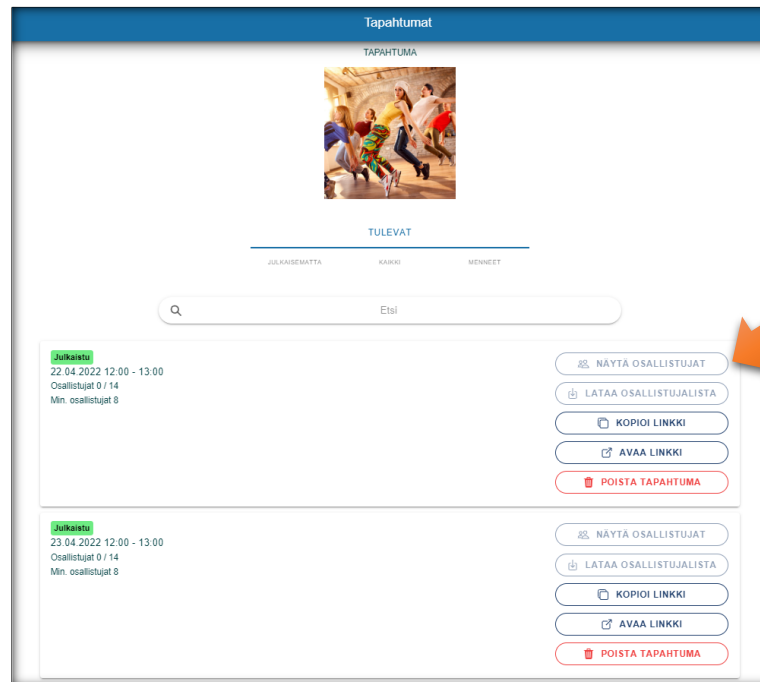 Tapahtumat
TAPAHTUMA
TULEVAT
JULKAISEMATTA KAIKKI MENNEET
Etsi
Julkaistu
22.04.2022 12:00 - 13:00
Osallistujat 0 / 14
Min. osallistujat 8
NÄYTÄ OSALLISTUJAT
LATAA OSALLISTUJALISTA
KOPIOI LINKKI
AVAA LINKKI
POISTA TAPAHTUMA
Julkaistu
23.04.2022 12:00 - 13:00
Osallistujat 0 / 14
Min. osallistujat 8
NÄYTÄ OSALLISTUJAT
LATAA OSALLISTUJALISTA
KOPIOI LINKKI
AVAA LINKKI
POISTA TAPAHTUMA